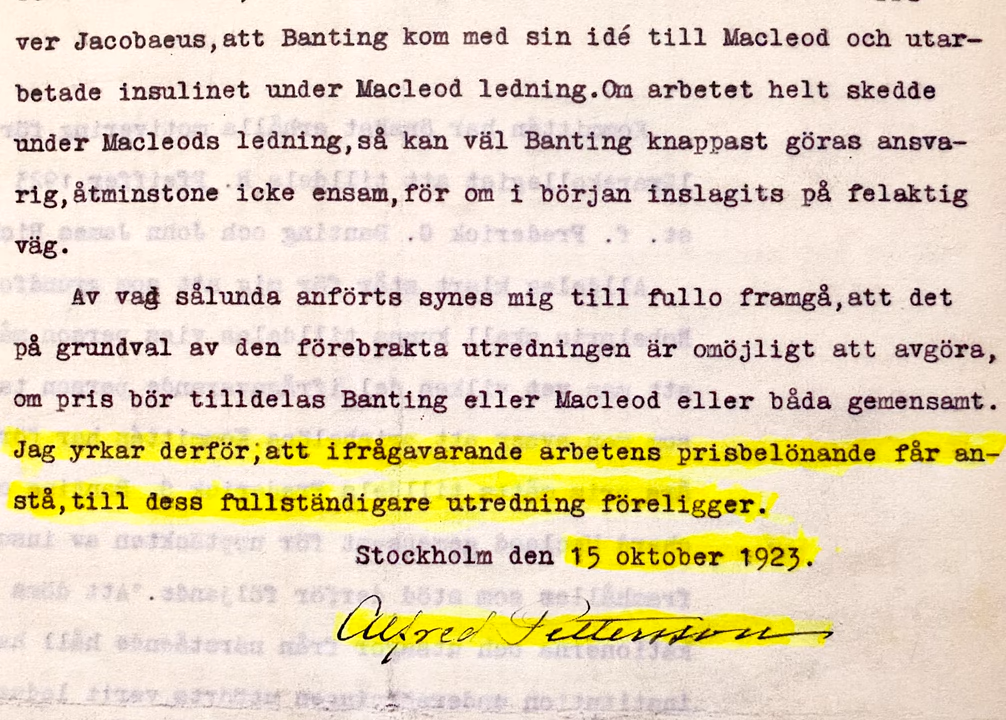 ver Jacobaeus,att Banting kom med sin idé till Macleod och utar-
betade insulinet under Macleod ledning.Om arbetet helt skedde
under Macleods ledning,så kan väl Banting knappast göras ansva-
rig,åtminstone icke ensam,för om i början inslagits på felaktig
väg.
Av vad sålunda anförts synes mig till fullo framgå,att det
på grundval av den förebrakta utredningen är omöjligt att avgöra,
om pris bör tilldelas Banting eller Macleod eller båda gemensamt.
Jag yrkar derför,att ifrågavarande arbetens prisbelönande får an-
stå,till dess fullständigare utredning föreligger.
Stockholm den 15 oktober 1923.
Alfred Pettersson